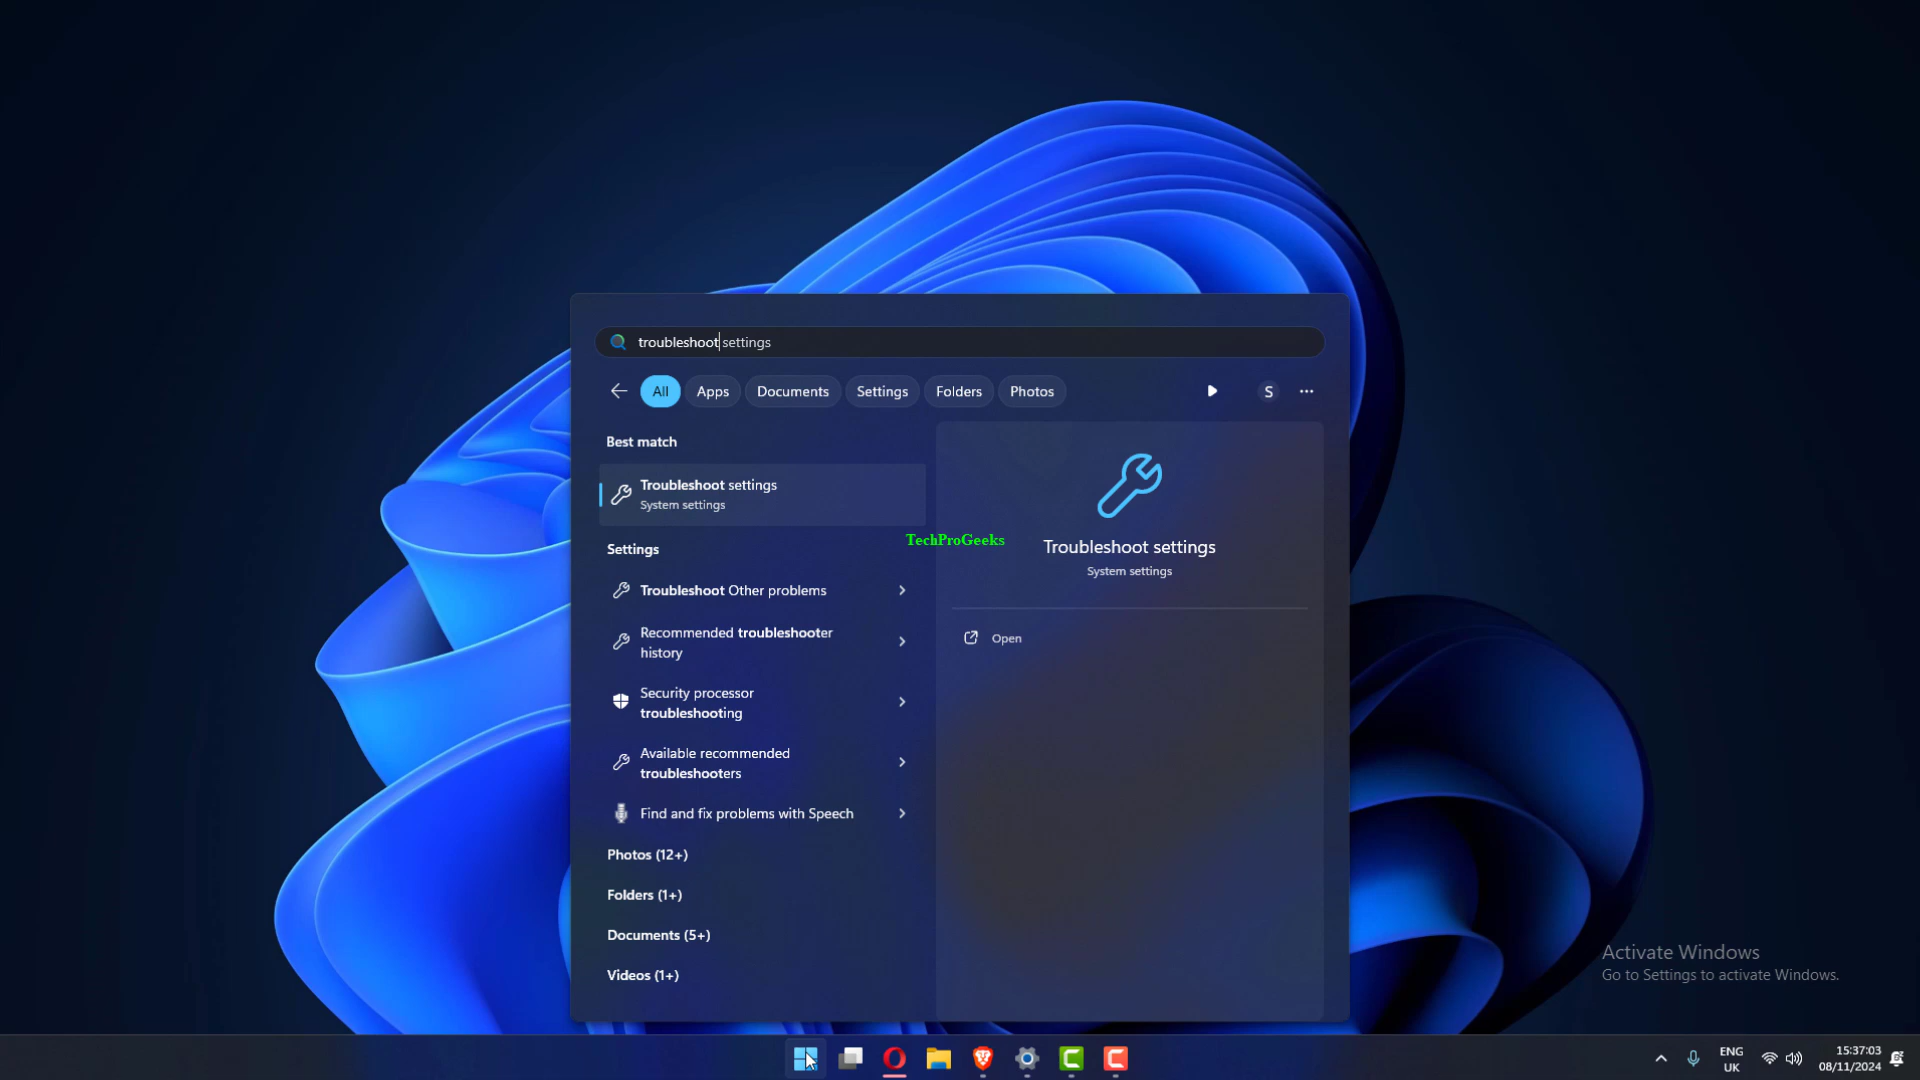 troubleshoot settings
All Apps Documents Settings Folders Photos S
Best match
Troubleshoot settings
System settings
Settings
Troubleshoot Other problems
Recommended troubleshooter
history
Security processor
troubleshooting
Available recommended
troubleshooters
Find and fix problems with Speech
Photos (12+)
Folders (1+)
Documents (5+)
Videos (1+)
TechProGeeks
Troubleshoot settings
System settings
Open
Activate Windows
Go to Settings to activate Windows.
ENG
UK
15:37:03
08/11/2024